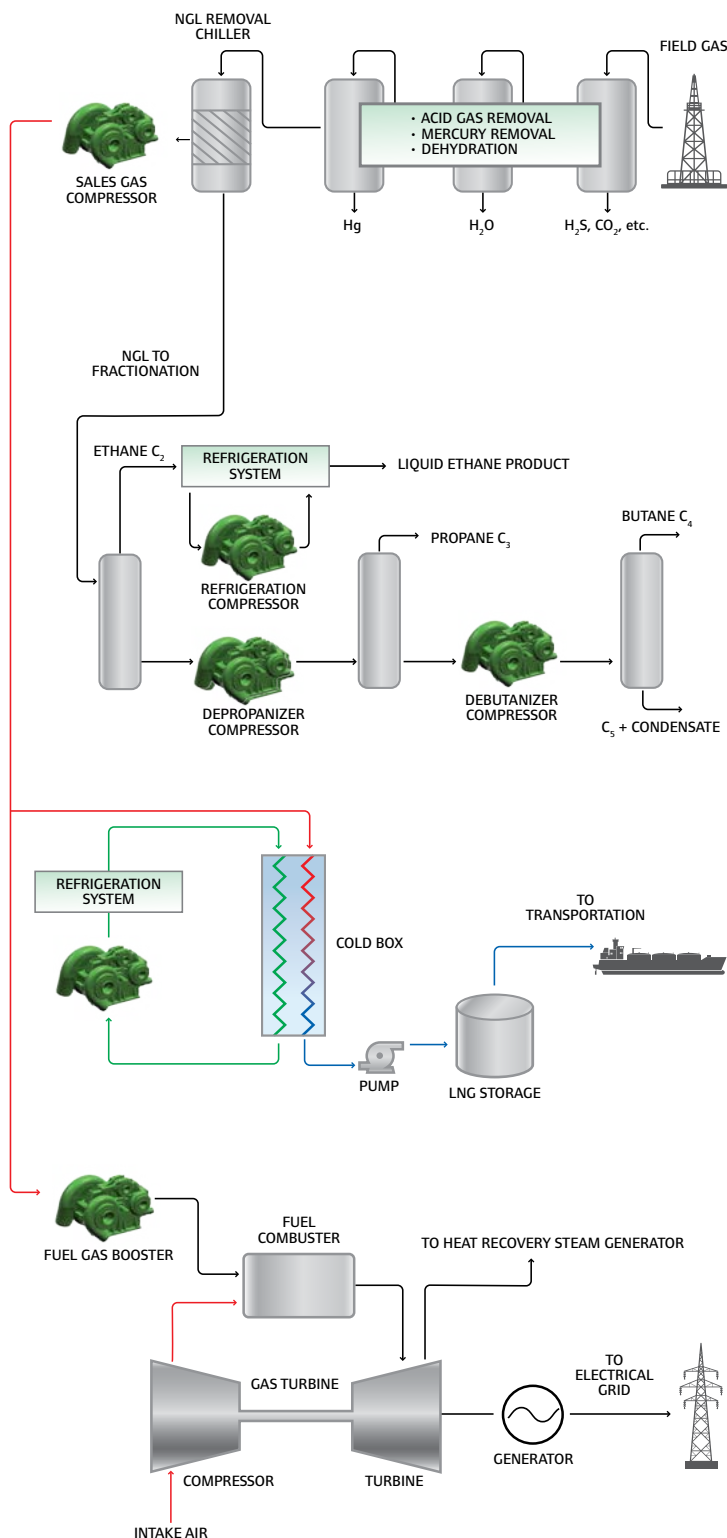 NGL REMOVAL
CHILLER
FIELD GAS
· ACID GAS REMOVAL
· MERCURY REMOVAL
· DEHYDRATION
SALES GAS
COMPRESSOR
Hg
H₂O
H₂S, CO₂, etc.
NGL TO
FRACTIONATION
ETHANE C₂
REFRIGERATION
SYSTEM
LIQUID ETHANE PRODUCT
BUTANE C₄
PROPANE C₃
REFRIGERATION
COMPRESSOR
DEPROPANIZER
COMPRESSOR
DEBUTANIZER
COMPRESSOR
C₅ + CONDENSATE
REFRIGERATION
SYSTEM
COLD BOX
TO
TRANSPORTATION
PUMP
LNG STORAGE
FUEL GAS BOOSTER
FUEL
COMBUSTER
TO HEAT RECOVERY STEAM GENERATOR
GAS TURBINE
TO
ELECTRICAL
GRID
COMPRESSOR
TURBINE
GENERATOR
INTAKE AIR